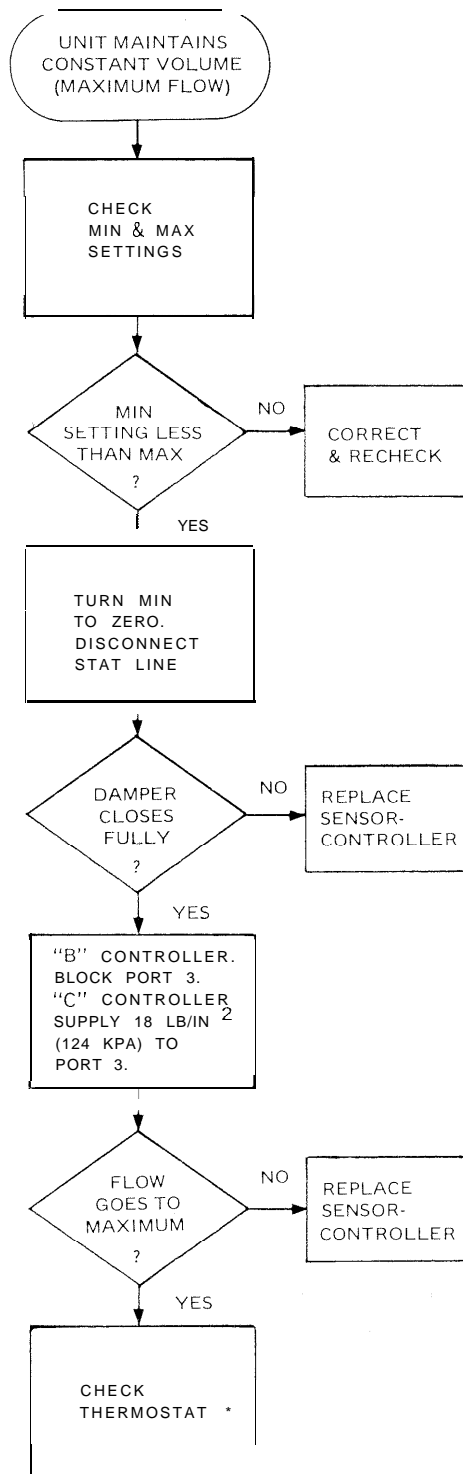 UNIT MAINTAINS
CONSTANT VOLUME
(MAXIMUM FLOW)
CHECK
MIN & MAX
SETTINGS
MIN
SETTING LESS
THAN MAX
?
NO
CORRECT
& RECHECK
YES
TURN MIN
TO ZERO.
DISCONNECT
STAT LINE
DAMPER
CLOSES
FULLY
?
NO
REPLACE
SENSOR-
CONTROLLER
YES
"B" CONTROLLER.
BLOCK PORT 3.
"C" CONTROLLER
SUPPLY 18 LB/IN 2
(124 KPA) TO
PORT 3.
FLOW
GOES TO
MAXIMUM
?
NO
REPLACE
SENSOR-
CONTROLLER
YES
CHECK
THERMOSTAT *